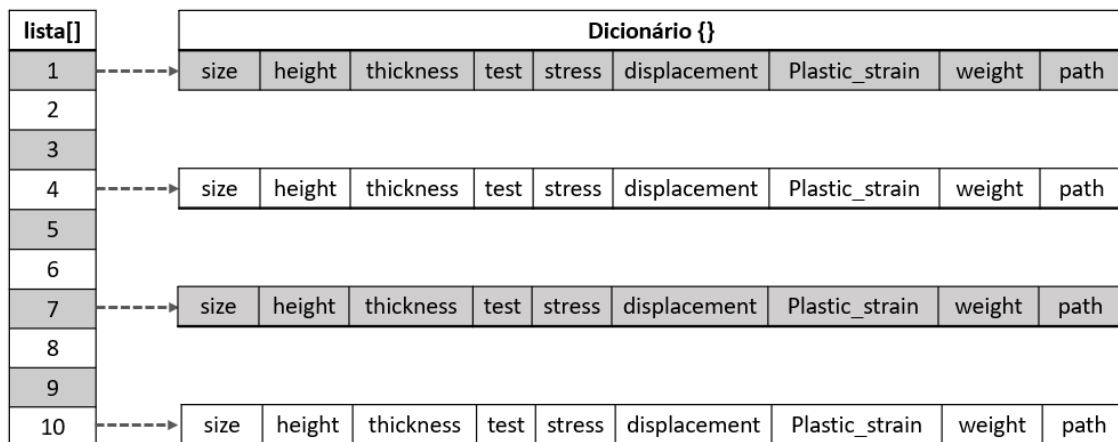 lista[] Dicionário {}
1 size height thickness test stress displacement Plastic_strain weight path
2
3
4 size height thickness test stress displacement Plastic_strain weight path
5
6
7 size height thickness test stress displacement Plastic_strain weight path
8
9
10 size height thickness test stress displacement Plastic_strain weight path